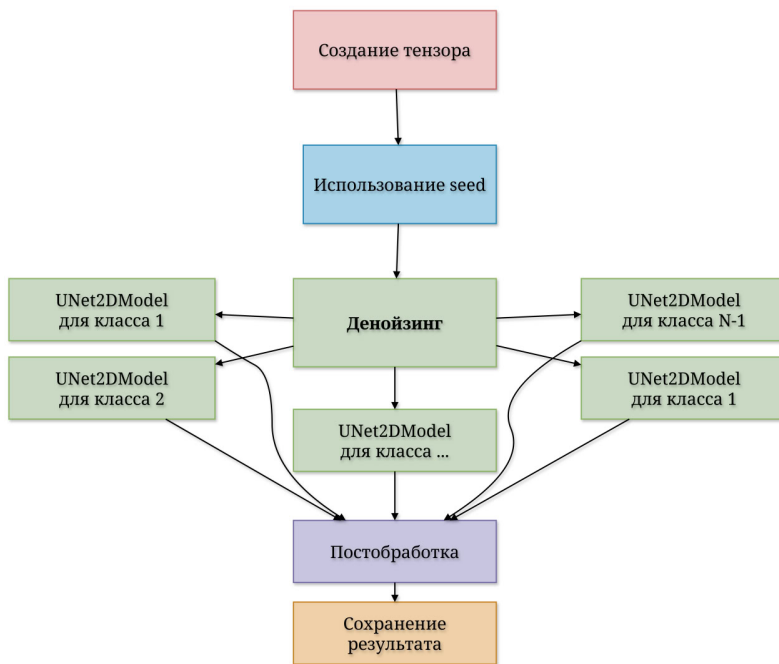 Создание тензора
Использование seed
UNet2DModel
для класса 1
Денойзинг
UNet2DModel
для класса N-1
UNet2DModel
для класса 2
UNet2DModel
для класса 1
UNet2DModel
для класса ...
Постобработка
Сохранение
результата